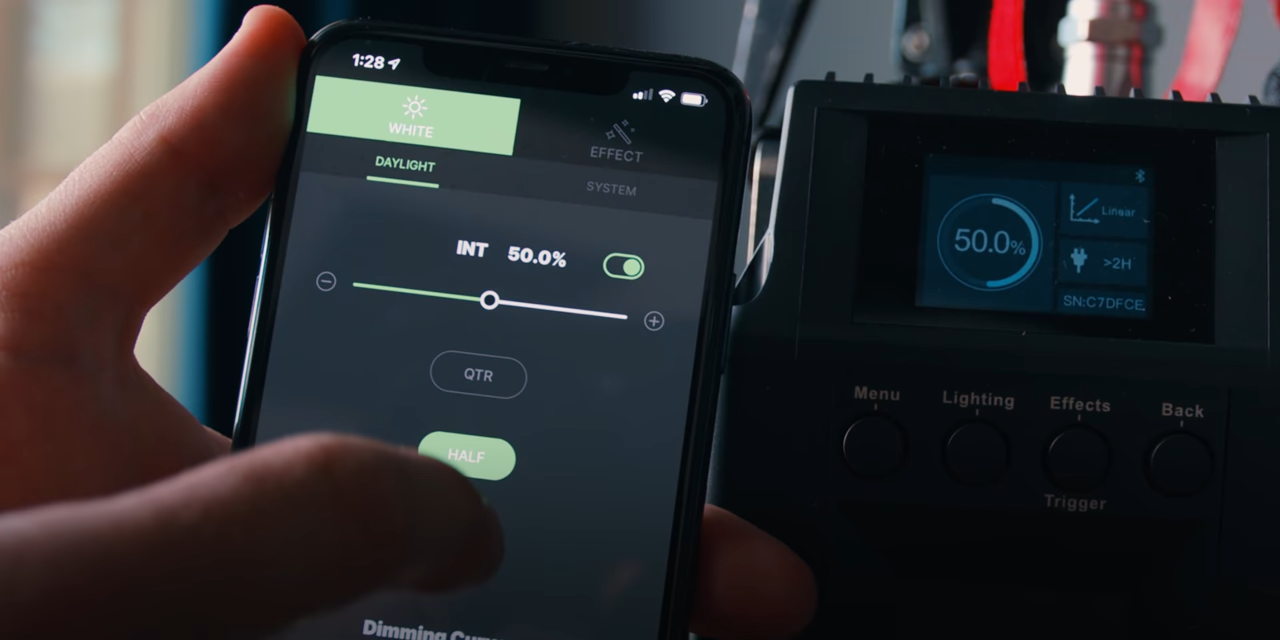 1:28
WHITE
EFFECT
DAYLIGHT
SYSTEM
INT 50.0%
QTR
HALF
Dimming
50.0%
Linear
>2H
SN:C7DFCE
Menu
Lighting
Effects
Back
Trigger